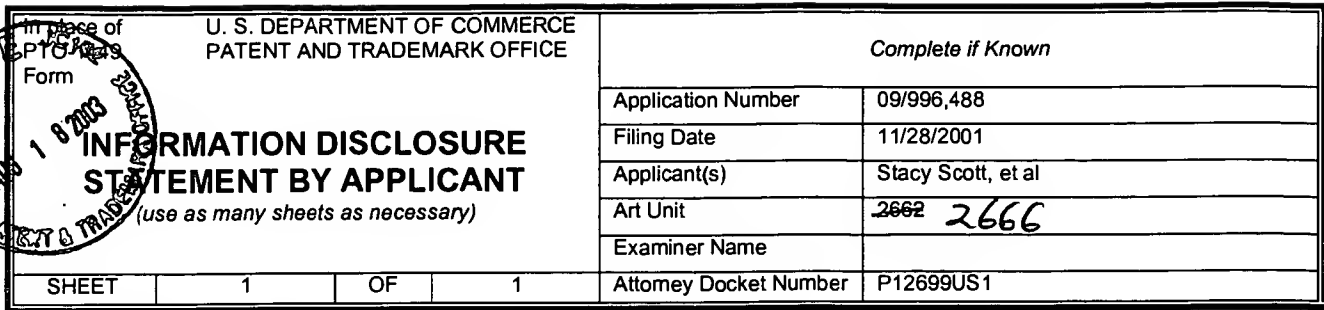 in place of U. S. DEPARTMENT OF COMMERCE
PATENT AND TRADEMARK OFFICE
Form
INFORMATION DISCLOSURE
STATEMENT BY APPLICANT
(use as many sheets as necessary)
SHEET 1 OF 1
Complete if Known
Application Number 09/996,488
Filing Date 11/28/2001
Applicant(s) Stacy Scott, et al
Art Unit 2662 2666
Examiner Name
Attorney Docket Number P12699US1
18 2003